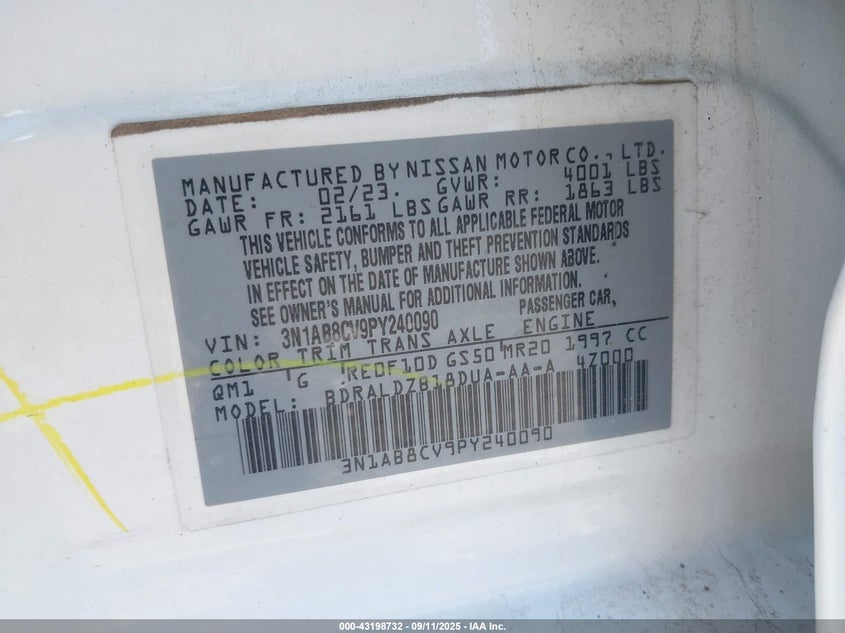 MANUFACTURED BY NISSAN MOTOR CO., LTD.
DATE: 02/23. GVWR: 4001 LBS
GAWR FR: 2161 LBS GAWR RR: 1863 LBS
THIS VEHICLE CONFORMS TO ALL APPLICABLE FEDERAL MOTOR
VEHICLE SAFETY, BUMPER AND THEFT PREVENTION STANDARDS
IN EFFECT ON THE DATE OF MANUFACTURE SHOWN ABOVE.
SEE OWNER'S MANUAL FOR ADDITIONAL INFORMATION.
VIN: 3N1AB8CV9PY240090 PASSENGER CAR
COLOR TRIM TRANS AXLE ENGINE
QM1 G RE0F10D GS50 MR20 1997 CC
MODEL: BDRALDZB18DUA-AA-A 4Z000
3N1AB8CV9PY240090
000-43198732 - 09/11/2025 - IAA Inc.